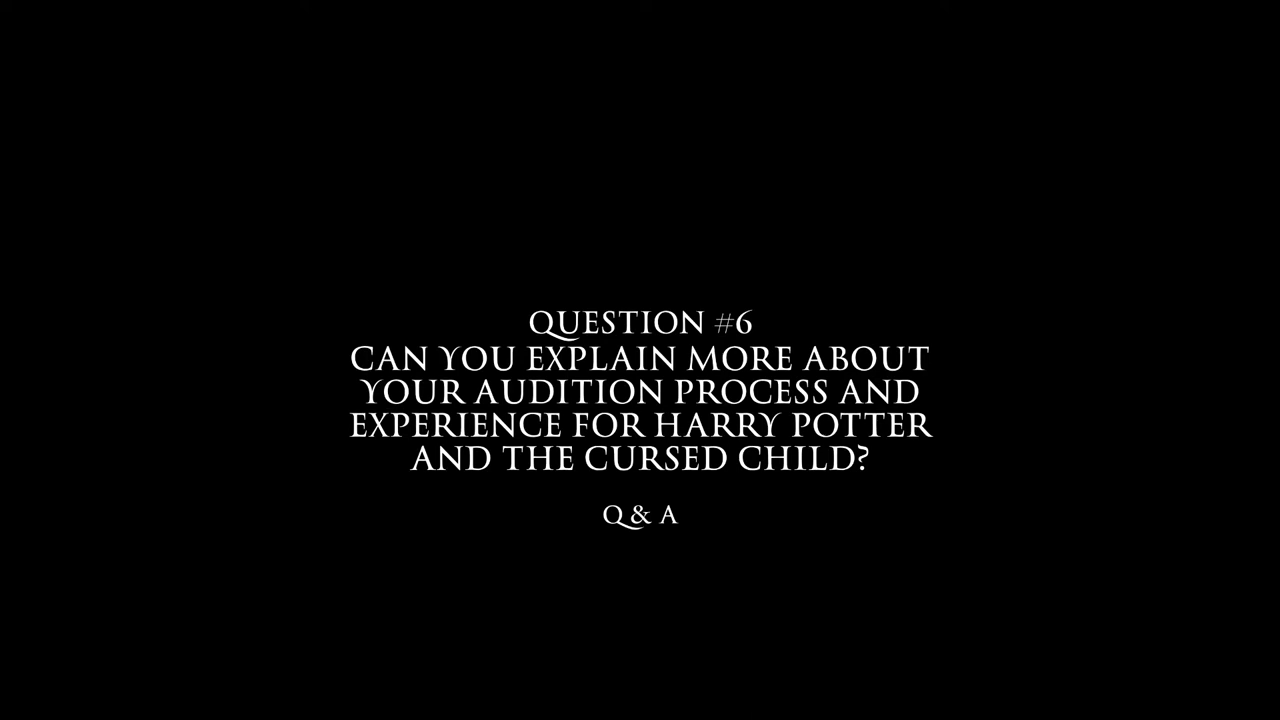 QUESTION #6
CAN YOU EXPLAIN MORE ABOUT
YOUR AUDITION PROCESS AND
EXPERIENCE FOR HARRY POTTER
AND THE CURSED CHILD?
Q & A